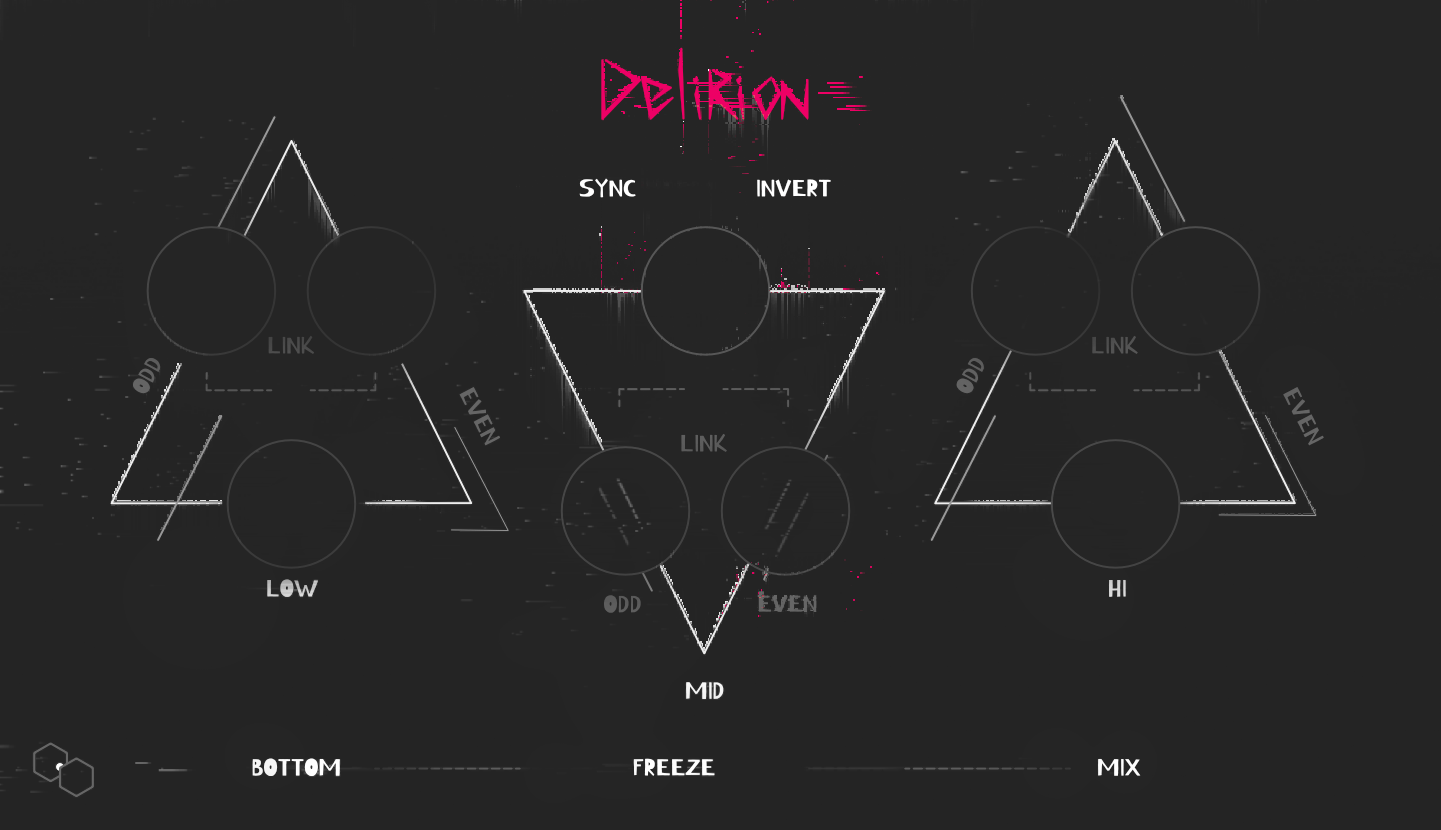 DeliRiON
SYNC INVERT
LINK LINK
ODD ODD
EVEN EVEN
LINK
LOW HI
ODD EVEN
MID
BOTTOM FREEZE MIX